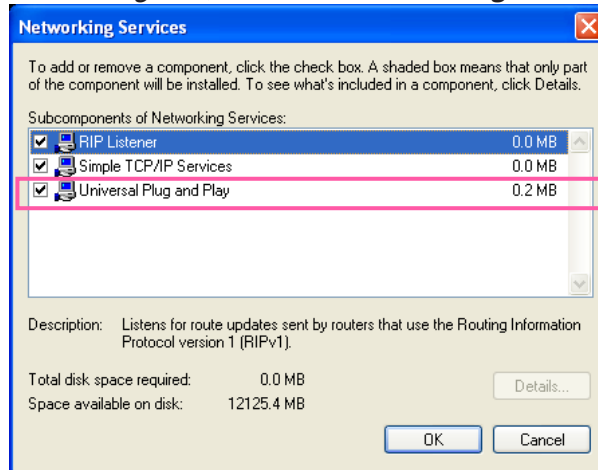 Networking Services
To add or remove a component, click the check box. A shaded box means that only part
of the component will be installed. To see what's included in a component, click Details.
Subcomponents of Networking Services:
RIP Listener 0.0 MB
Simple TCP/IP Services 0.0 MB
Universal Plug and Play 0.2 MB
Description: Listens for route updates sent by routers that use the Routing Information
Protocol version 1 (RIPv1).
Total disk space required: 0.0 MB
Details...
Space available on disk: 12125.4 MB
OK Cancel